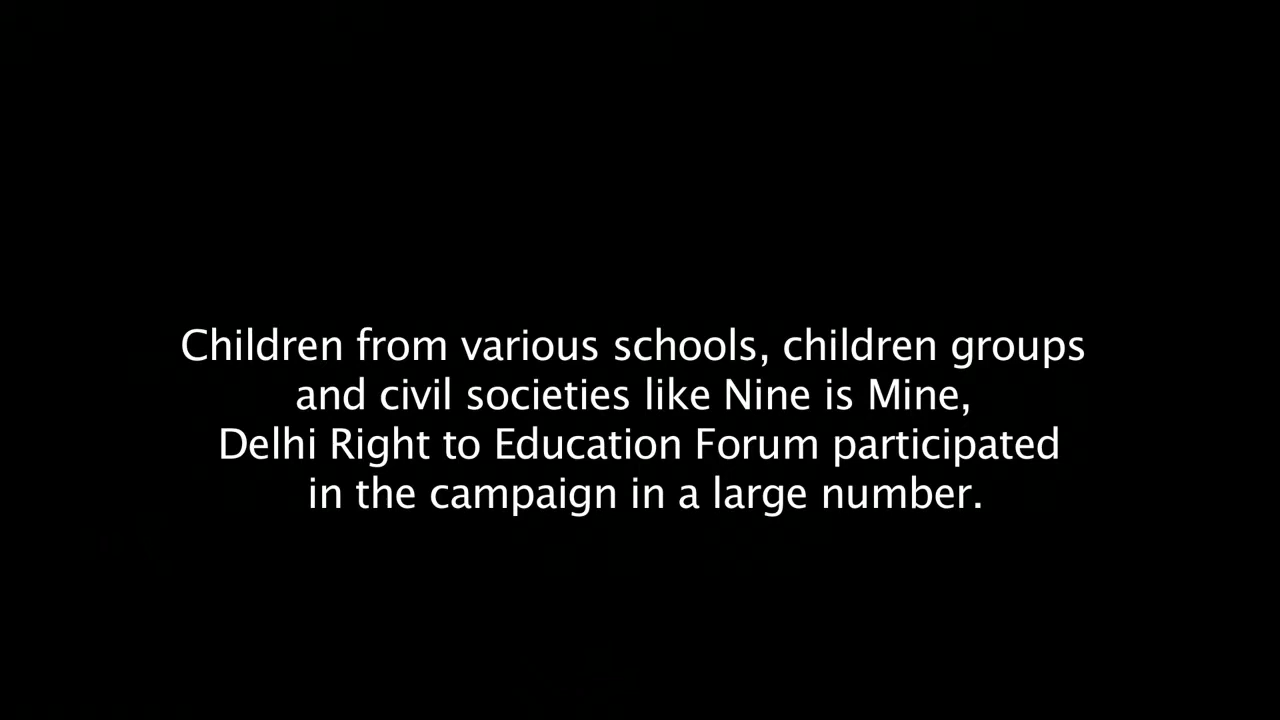 Children from various schools, children groups
and civil societies like Nine is Mine,
Delhi Right to Education Forum participated
in the campaign in a large number.